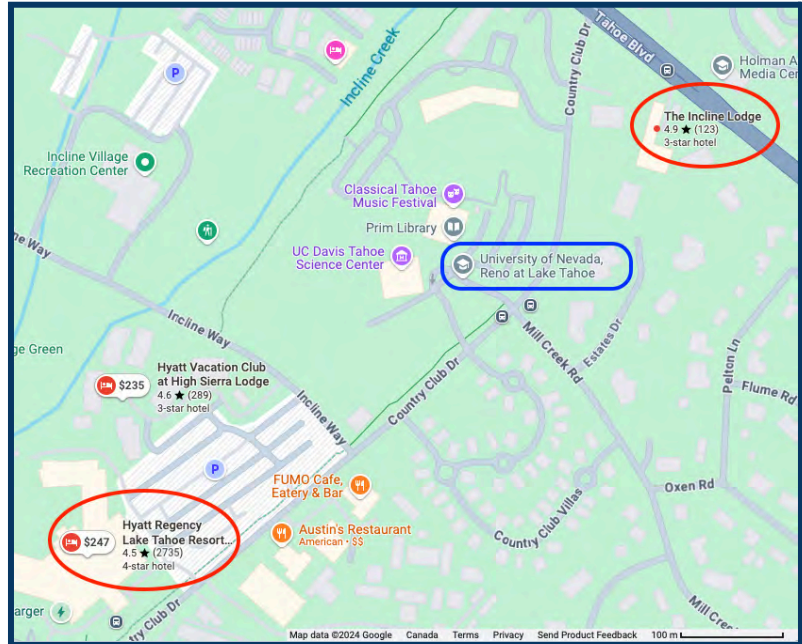 Tahoe Blvd
Country Club Dr
Incline Creek
P
Holman A
Media Cen
The Incline Lodge
4.9 ★ (123)
3-star hotel
Incline Village
Recreation Center
Classical Tahoe
Music Festival
Prim Library
UC Davis Tahoe
Science Center
University of Nevada,
Reno at Lake Tahoe
ine Way
Incline Way
ge Green
Hyatt Vacation Club
at High Sierra Lodge
$235
4.6 ★ (289)
3-star hotel
Mill Creek Rd
Estates Dr
Pelton Ln
Flume Rd
Country Club Dr
Incline Way
P
FUMO Cafe,
Eatery & Bar
Oxen Rd
Country Club Villas
Hyatt Regency
Lake Tahoe Resort...
$247
4.5 ★ (2735)
4-star hotel
Austin's Restaurant
American · $$
arger
try Club Dr
Mill Creek
Map data ©2024 Google Canada Terms Privacy Send Product Feedback 100 m